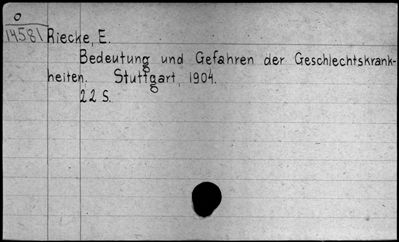 O
14581 Riecke, E.
Bedeutung und Gefahren der Geschlechtskrank-
heiten. Stuttgart, 1904.
22 S.